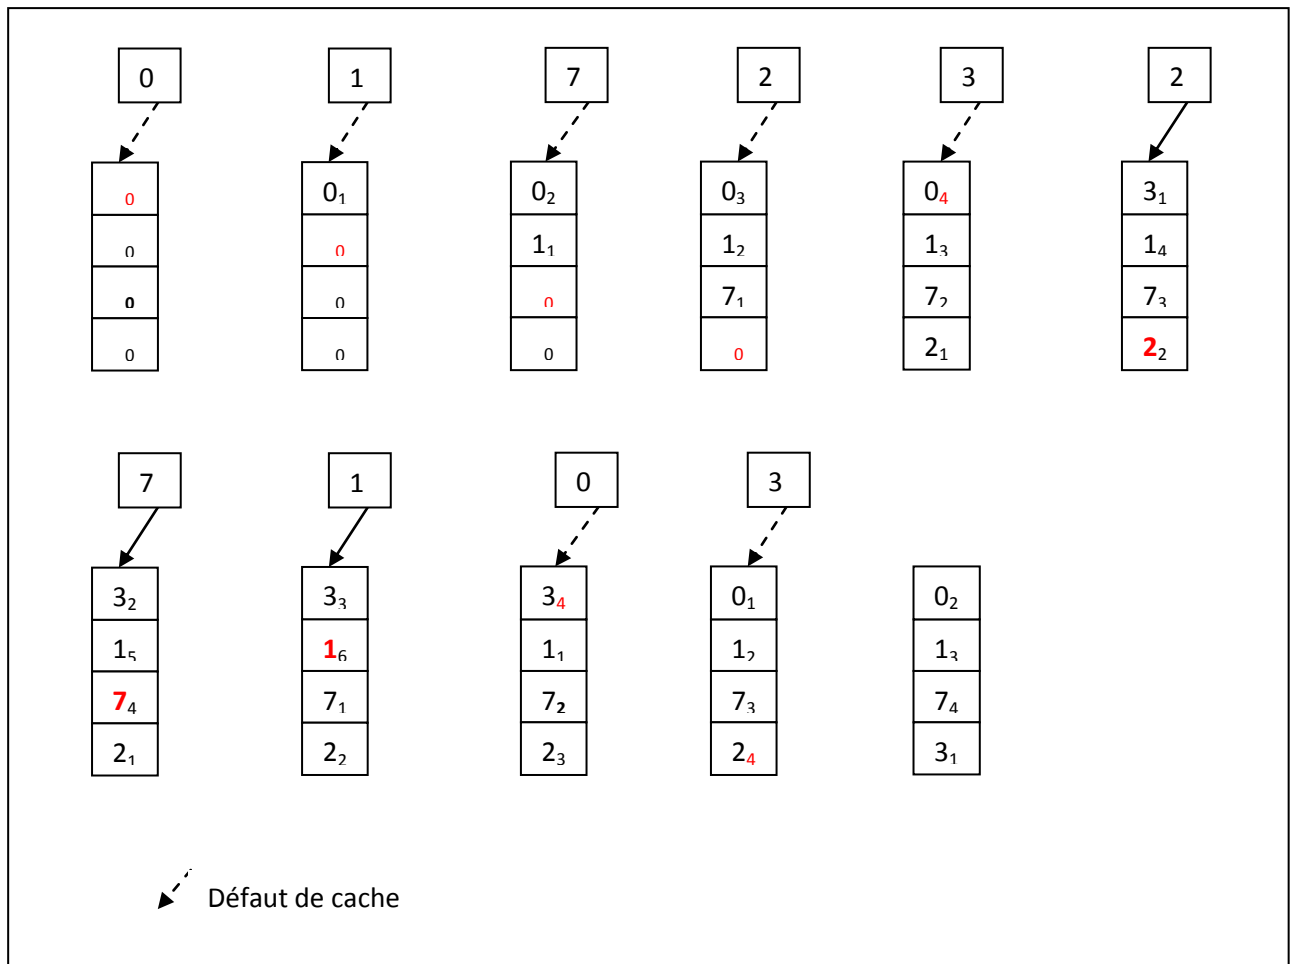 0 1 7 2 3 2
0 0₁ 0₂ 0₃ 0₄ 3₁
0 0 1₁ 1₂ 1₃ 1₄
0 0 0 7₁ 7₂ 7₃
0 0 0 0 2₁ 2₂
7 1 0 3
3₂ 3₃ 3₄ 0₁ 0₂
1₅ 1₆ 1₁ 1₂ 1₃
7₄ 7₁ 7₂ 7₃ 7₄
2₁ 2₂ 2₃ 2₄ 3₁
Défaut de cache